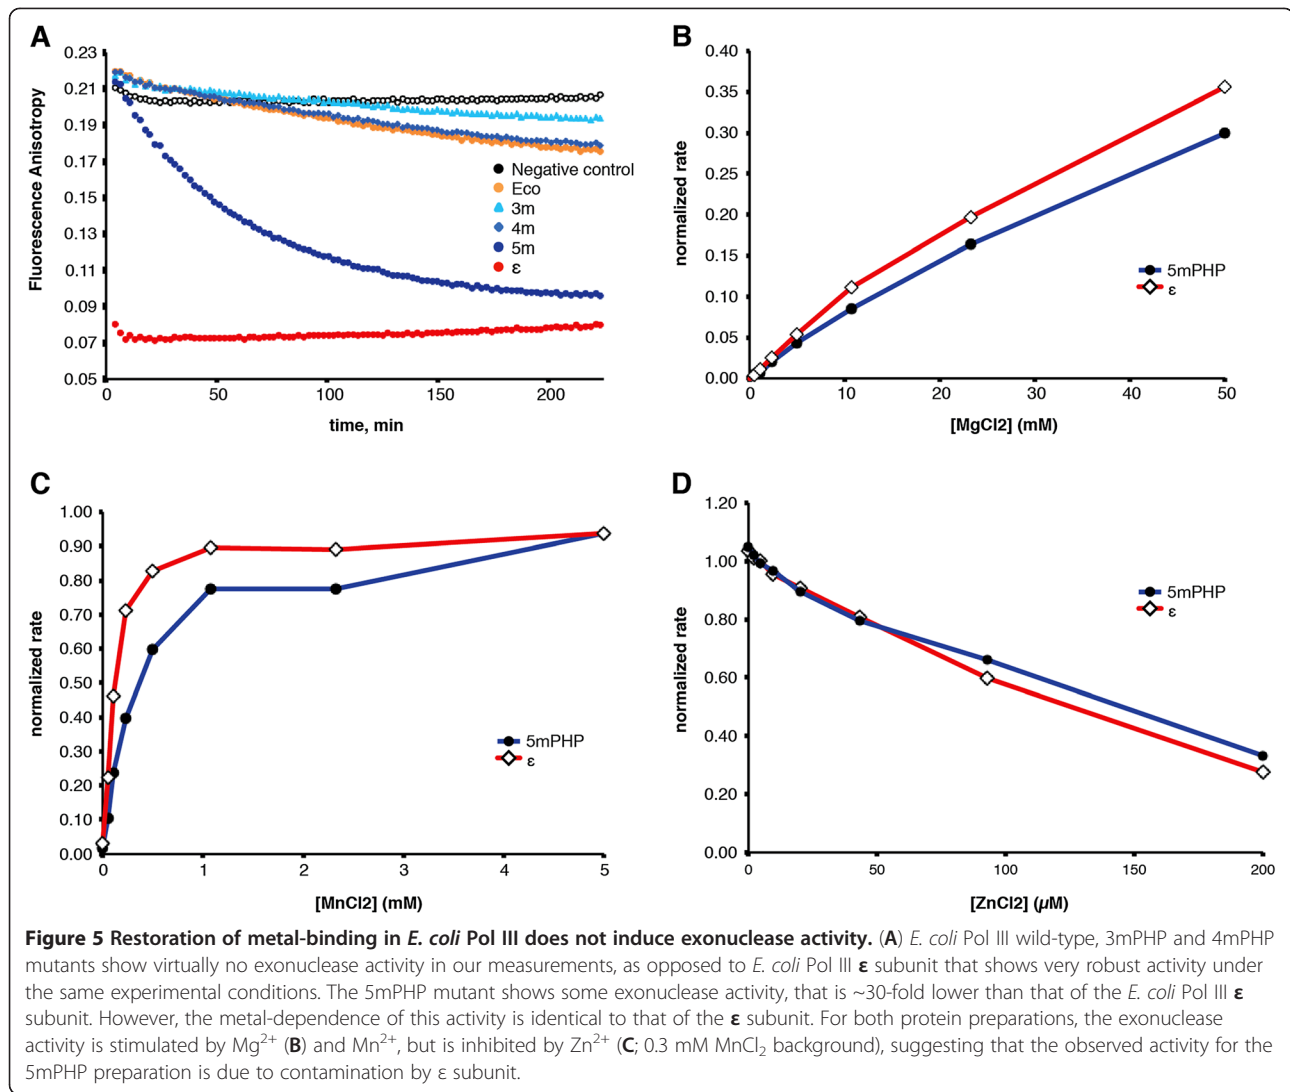 A
0.23
0.21
0.19
0.17
0.15
0.13
0.11
0.09
0.07
0.05
Fluorescence Anisotropy
0
50
100
150
200
time, min
Negative control
Eco
3m
4m
5m
ε
B
0.40
0.35
0.30
0.25
0.20
0.15
0.10
0.05
0.00
normalized rate
0
10
20
30
40
50
[MgCl2] (mM)
5mPHP
ε
C
1.00
0.90
0.80
0.70
0.60
0.50
0.40
0.30
0.20
0.10
0.00
normalized rate
0
1
2
3
4
5
[MnCl2] (mM)
5mPHP
ε
D
1.20
1.00
0.80
0.60
0.40
0.20
0.00
normalized rate
0
50
100
150
200
[ZnCl2] (µM)
5mPHP
ε
Figure 5 Restoration of metal-binding in E. coli Pol III does not induce exonuclease activity. (A) E. coli Pol III wild-type, 3mPHP and 4mPHP
mutants show virtually no exonuclease activity in our measurements, as opposed to E. coli Pol III ε subunit that shows very robust activity under
the same experimental conditions. The 5mPHP mutant shows some exonuclease activity, that is ~30-fold lower than that of the E. coli Pol III ε
subunit. However, the metal-dependence of this activity is identical to that of the ε subunit. For both protein preparations, the exonuclease
activity is stimulated by Mg²⁺ (B) and Mn²⁺, but is inhibited by Zn²⁺ (C; 0.3 mM MnCl₂ background), suggesting that the observed activity for the
5mPHP preparation is due to contamination by ε subunit.